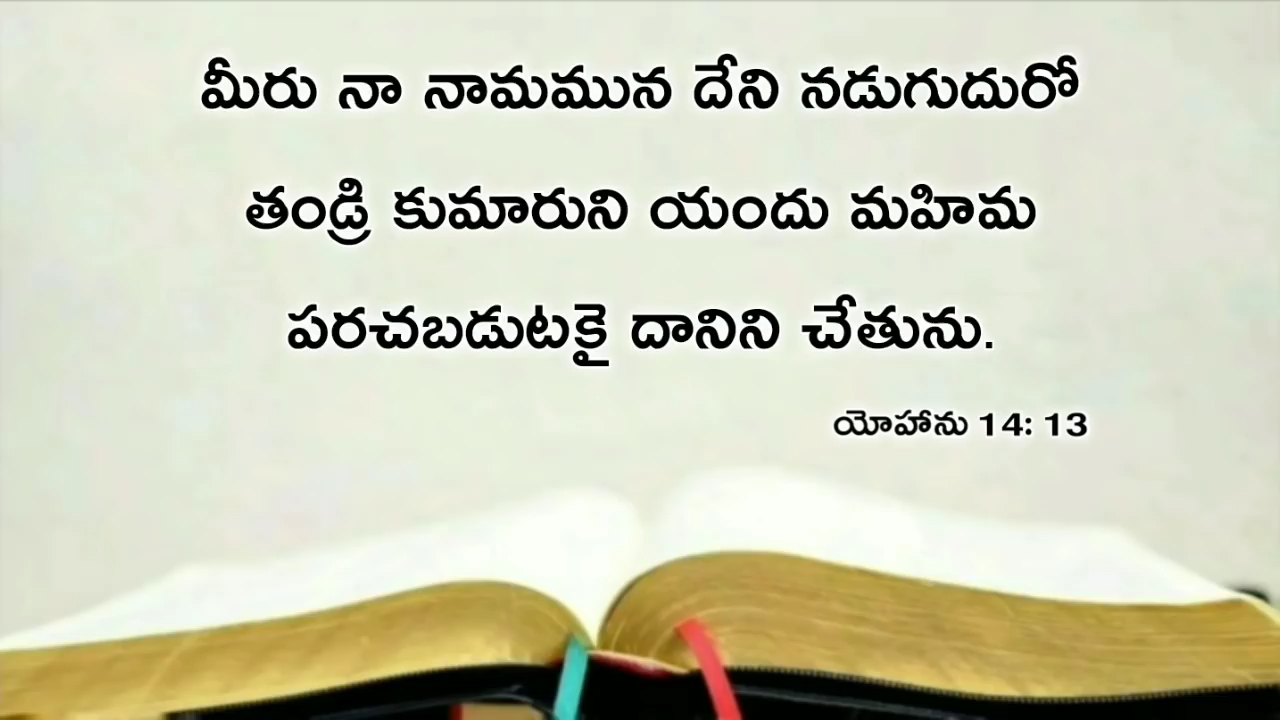 మీరు నా నామమున దేని నడుగుదురో
తండ్రి కుమారుని యందు మహిమ
పరచబడుటకై దానిని చేతును.
యోహాను 14: 13